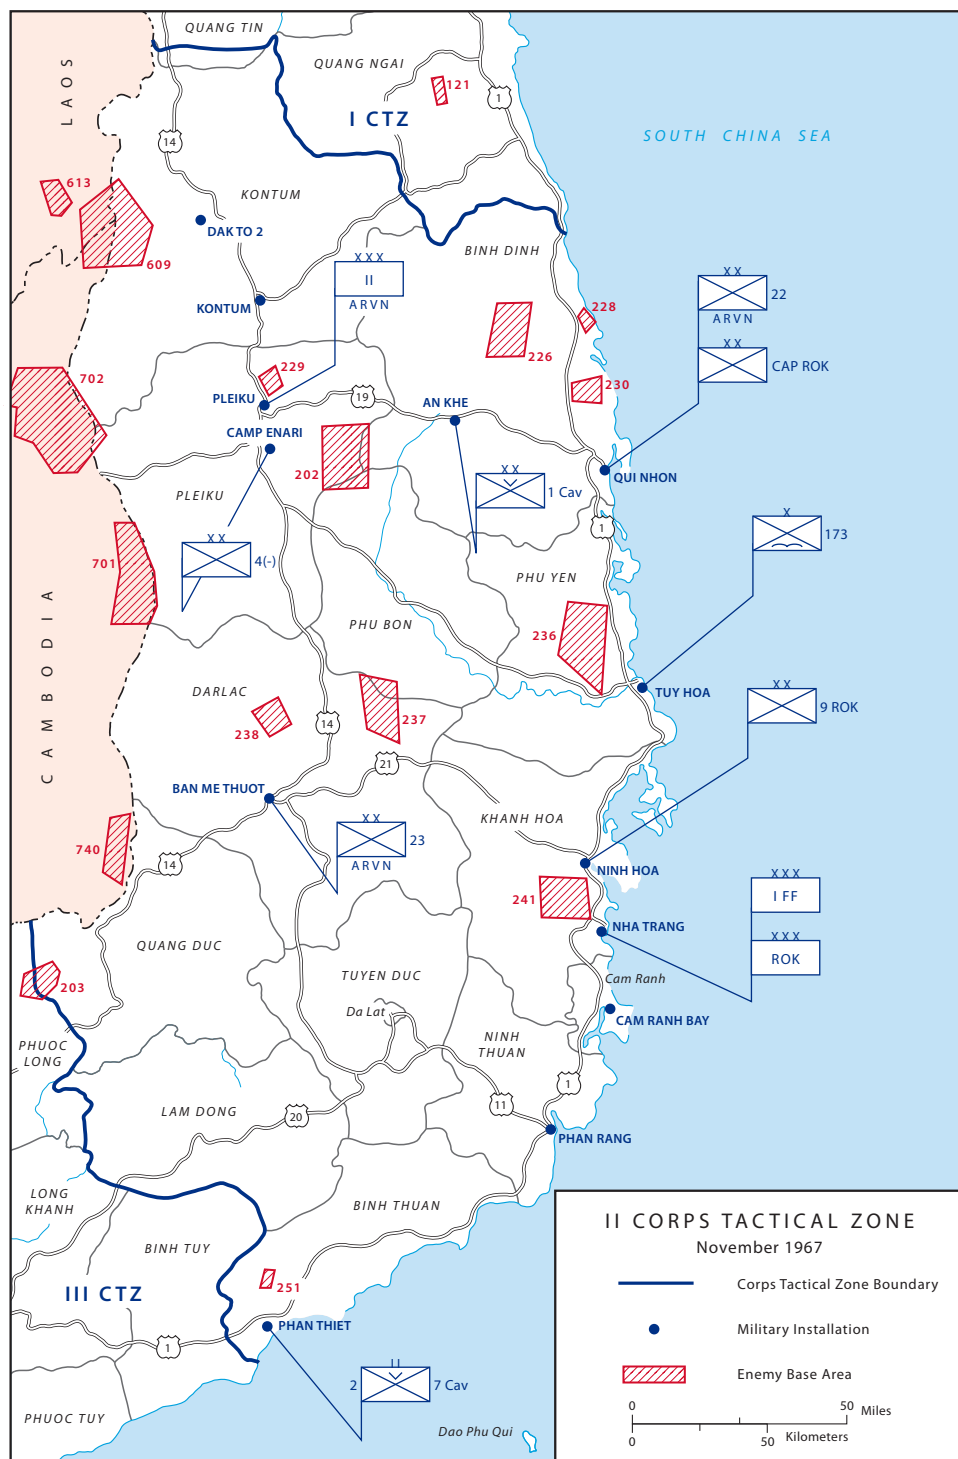 QUANG TIN
LAOS
QUANG NGAI
121
1
I CTZ
SOUTH CHINA SEA
14
613
KONTUM
DAK TO 2
609
BINH DINH
XXX
II
ARVN
XX
22
ARVN
XX
CAP ROK
KONTUM
228
226
702
229
230
PLEIKU
19
AN KHE
CAMP ENARI
202
QUI NHON
XX
1 Cav
PLEIKU
1
X
173
XX
4(-)
701
PHU YEN
CAMBODIA
PHU BON
236
DARLAC
TUY HOA
XX
9 ROK
238
14
237
21
BAN ME THUOT
KHANH HOA
XX
23
ARVN
740
14
NINH HOA
XXX
I FF
241
NHA TRANG
XXX
ROK
QUANG DUC
TUYEN DUC
Cam Ranh
203
Da Lat
CAM RANH BAY
PHUOC
LONG
NINH
THUAN
1
LAM DONG
20
11
PHAN RANG
LONG
KHANH
BINH THUAN
BINH TUY
III CTZ
251
PHAN THIET
1
II
2
7 Cav
PHUOC TUY
Dao Phu Qui
II CORPS TACTICAL ZONE
November 1967
Corps Tactical Zone Boundary
Military Installation
Enemy Base Area
0
50
Miles
0
50
Kilometers